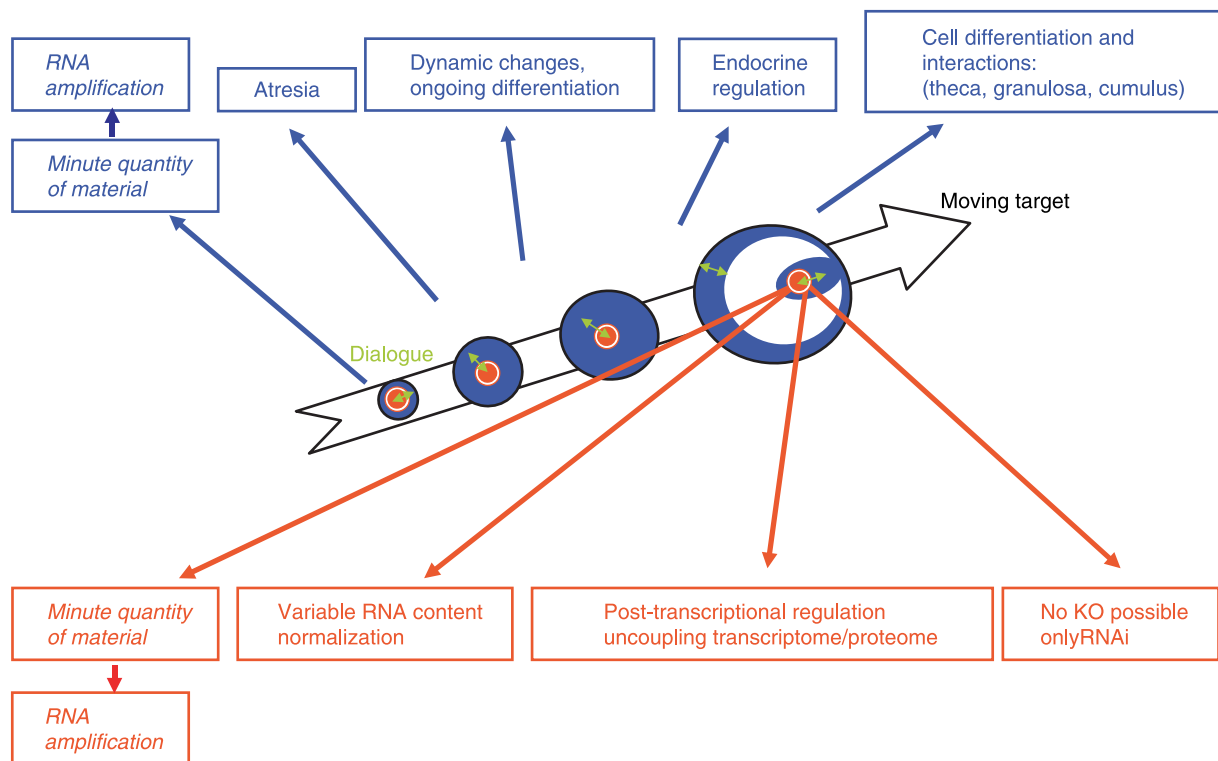 RNA
amplification
Atresia
Dynamic changes,
ongoing differentiation
Endocrine
regulation
Cell differentiation and
interactions:
(theca, granulosa, cumulus)
Minute quantity
of material
Moving target
Dialogue
Minute quantity
of material
Variable RNA content
normalization
Post-transcriptional regulation
uncoupling transcriptome/proteome
No KO possible
onlyRNAi
RNA
amplification